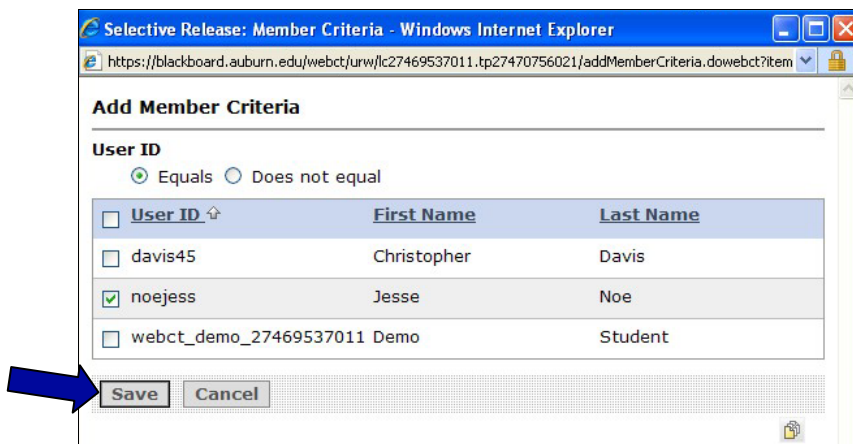 Selective Release: Member Criteria - Windows Internet Explorer
https://blackboard.auburn.edu/webct/urw/lc27469537011.tp27470756021/addMemberCriteria.dowebct?item
Add Member Criteria
User ID
Equals Does not equal
User ID First Name Last Name
davis45 Christopher Davis
noejess Jesse Noe
webct_demo_27469537011 Demo Student
Save Cancel